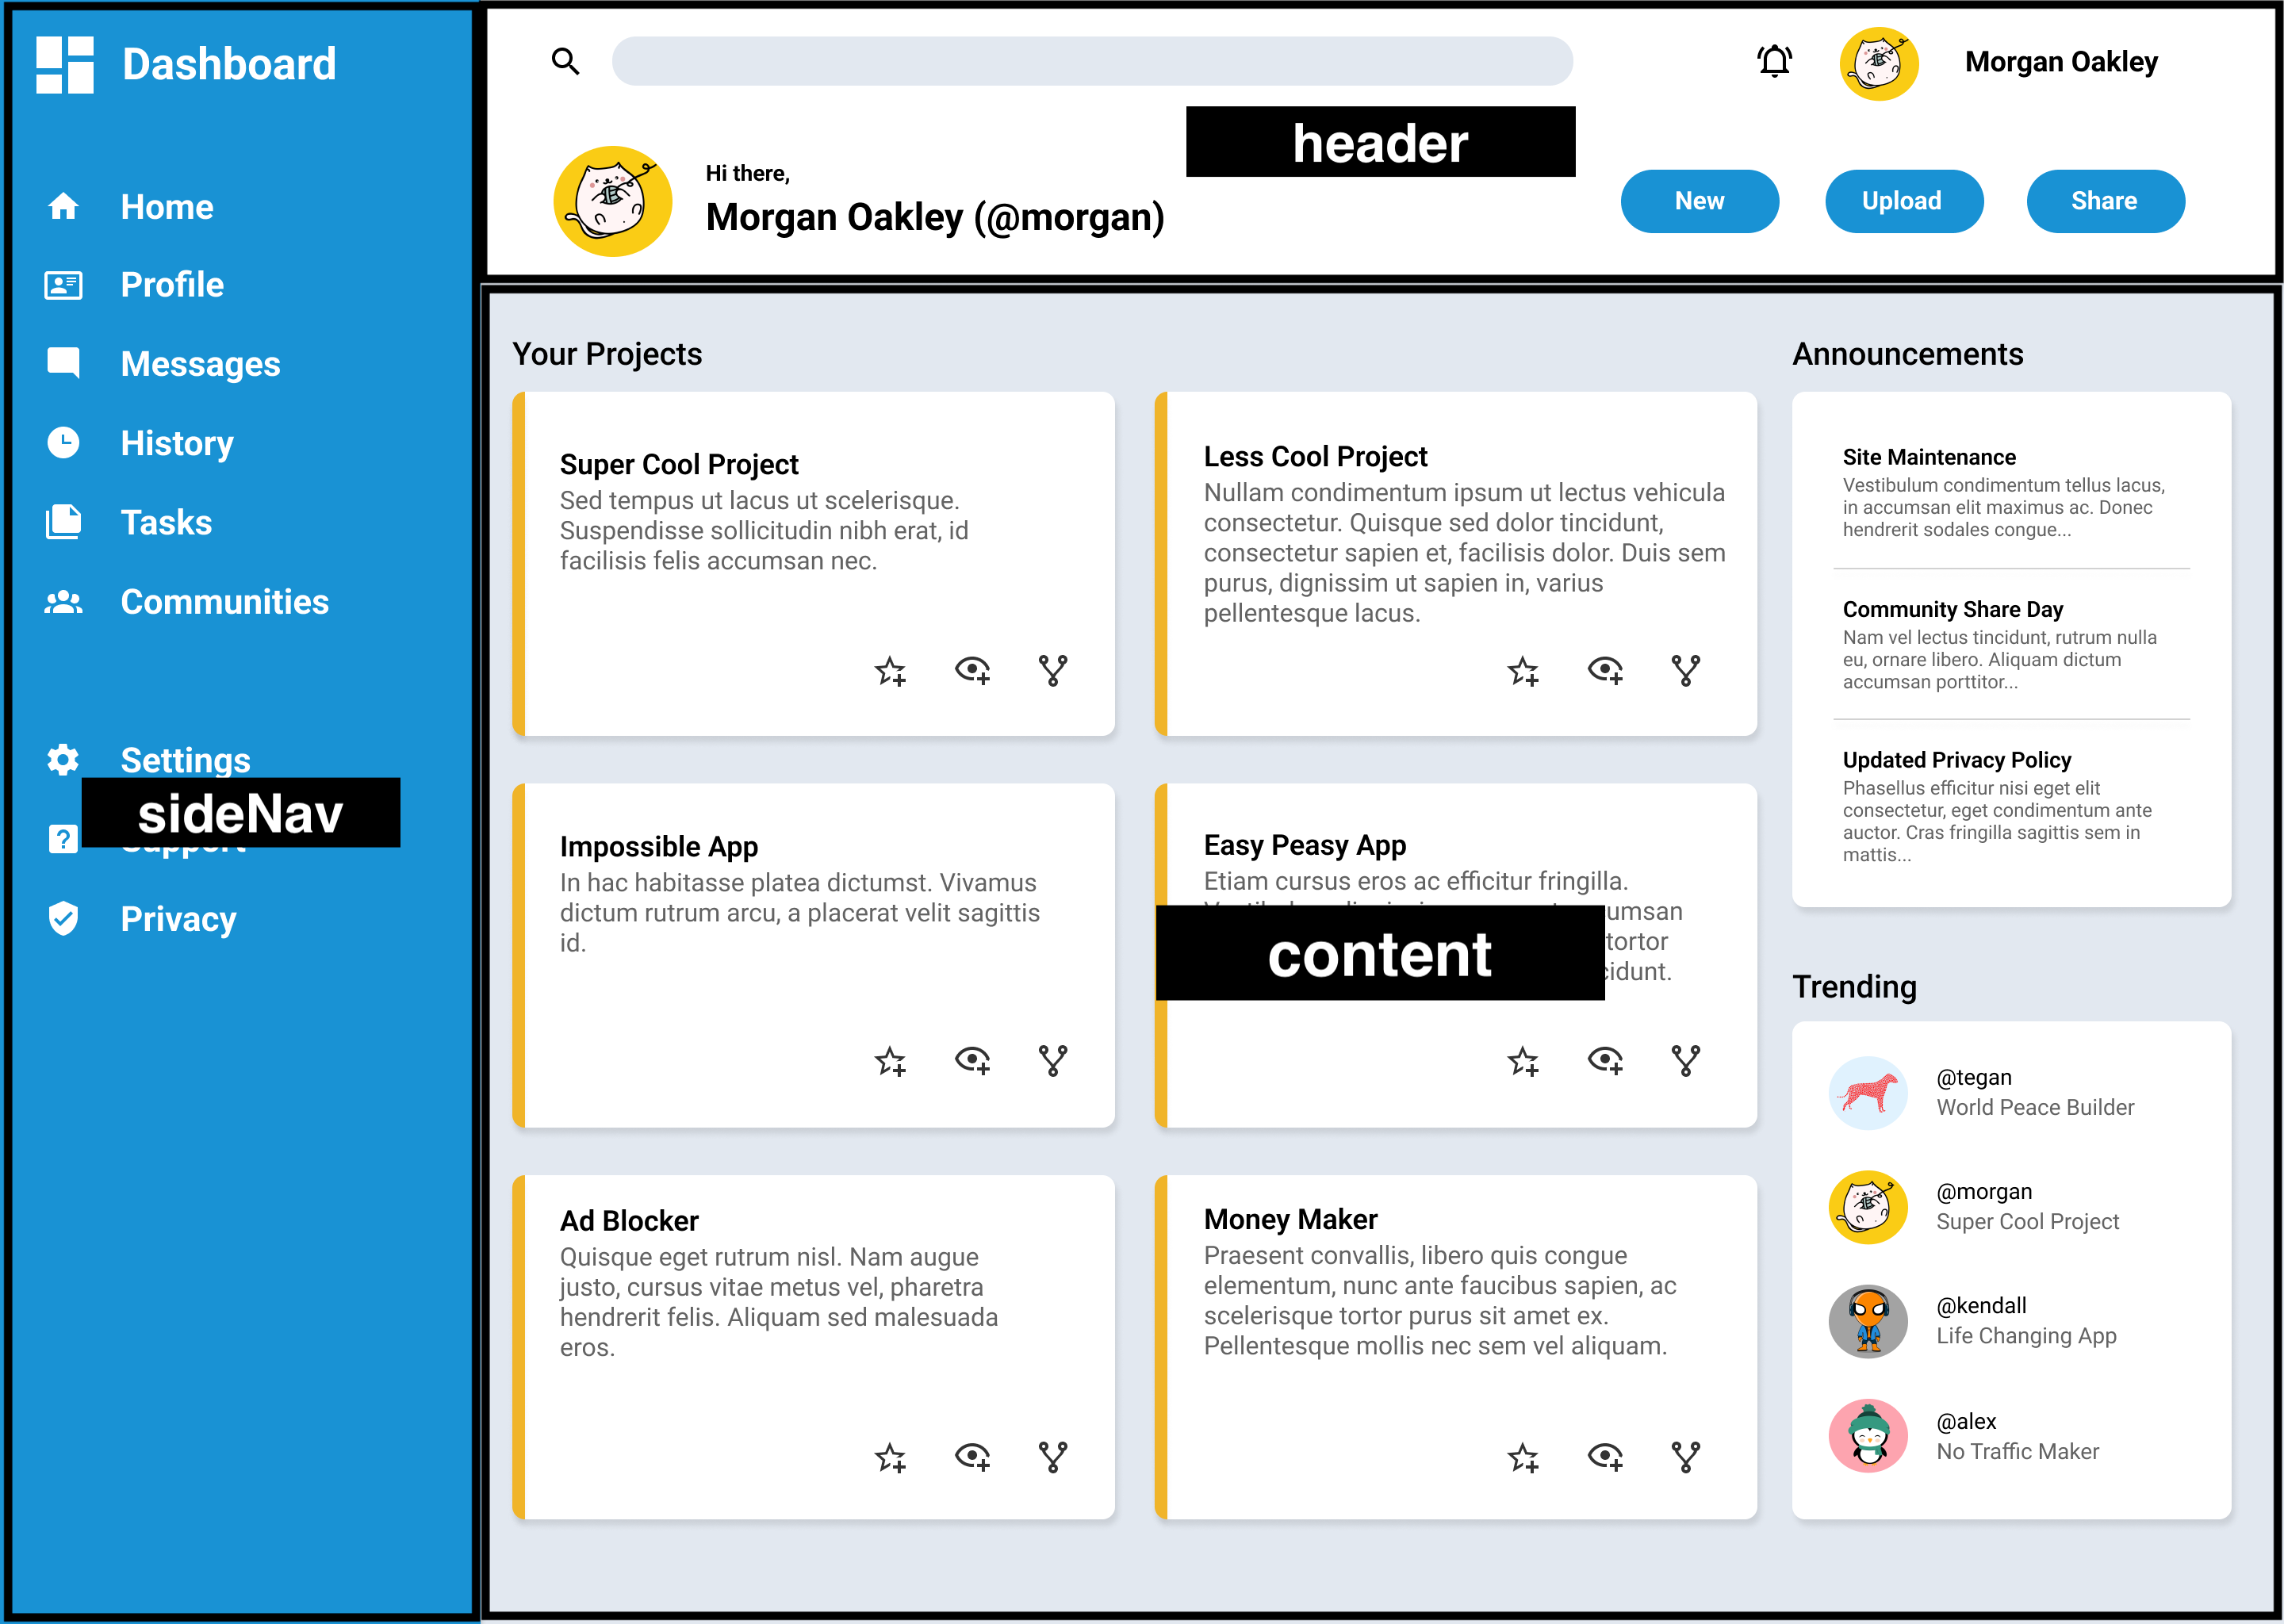 Dashboard
Home
Profile
Messages
History
Tasks
Communities
Settings
sideNav
Privacy
Morgan Oakley
header
Hi there,
Morgan Oakley (@morgan)
New
Upload
Share
Your Projects
Super Cool Project
Sed tempus ut lacus ut scelerisque.
Suspendisse sollicitudin nibh erat, id
facilisis felis accumsan nec.
Less Cool Project
Nullam condimentum ipsum ut lectus vehicula
consectetur. Quisque sed dolor tincidunt,
consectetur sapien et, facilisis dolor. Duis sem
purus, dignissim ut sapien in, varius
pellentesque lacus.
Impossible App
In hac habitasse platea dictumst. Vivamus
dictum rutrum arcu, a placerat velit sagittis
id.
Easy Peasy App
Etiam cursus eros ac efficitur fringilla.
tortor
content
Ad Blocker
Quisque eget rutrum nisl. Nam augue
justo, cursus vitae metus vel, pharetra
hendrerit felis. Aliquam sed malesuada
eros.
Money Maker
Praesent convallis, libero quis congue
elementum, nunc ante faucibus sapien, ac
scelerisque tortor purus sit amet ex.
Pellentesque mollis nec sem vel aliquam.
Announcements
Site Maintenance
Vestibulum condimentum tellus lacus,
in accumsan elit maximus ac. Donec
hendrerit sodales congue...
Community Share Day
Nam vel lectus tincidunt, rutrum nulla
eu, ornare libero. Aliquam dictum
accumsan porttitor...
Updated Privacy Policy
Phasellus efficitur nisi eget elit
consectetur, eget condimentum ante
auctor. Cras fringilla sagittis sem in
mattis...
Trending
@tegan
World Peace Builder
@morgan
Super Cool Project
@kendall
Life Changing App
@alex
No Traffic Maker